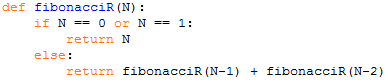 def fibonacciR(N):
    if N == 0 or N == 1:
        return N
    else:
        return fibonacciR(N-1) + fibonacciR(N-2)